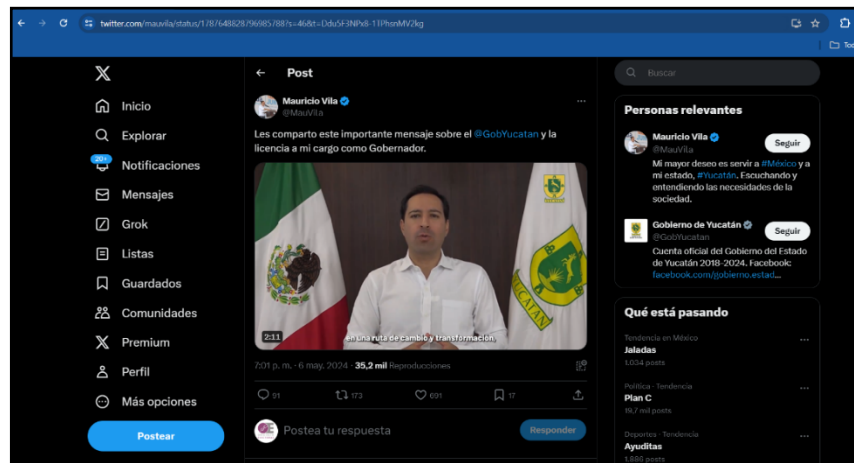 twitter.com/mauvila/status/1787648828796985788?s=46&t=Ddu5F3NPx8-1TPhsnMV2kg
Inicio
Explorar
20+
Notificaciones
Mensajes
Grok
Listas
Guardados
Comunidades
Premium
Perfil
Más opciones
Postear
Post
Mauricio Vila
@MauVila
Les comparto este importante mensaje sobre el @GobYucatan y la
licencia a mi cargo como Gobernador.
YUCATAN
2:11
en una ruta de cambio y transformación.
7:01 p. m. · 6 may. 2024 · 35,2 mil Reproducciones
91
173
691
17
Postea tu respuesta
Responder
Buscar
Personas relevantes
Mauricio Vila
@MauVila
Seguir
Mi mayor deseo es servir a #México y a
mi estado, #Yucatán. Escuchando y
entendiendo las necesidades de la
sociedad.
Gobierno de Yucatán
@GobYucatan
Seguir
Cuenta oficial del Gobierno del Estado
de Yucatán 2018-2024. Facebook:
facebook.com/gobierno.estad...
Qué está pasando
Tendencia en México
Jaladas
1,034 posts
Política · Tendencia
Plan C
19,7 mil posts
Deportes · Tendencia
Ayuditas
1,886 posts